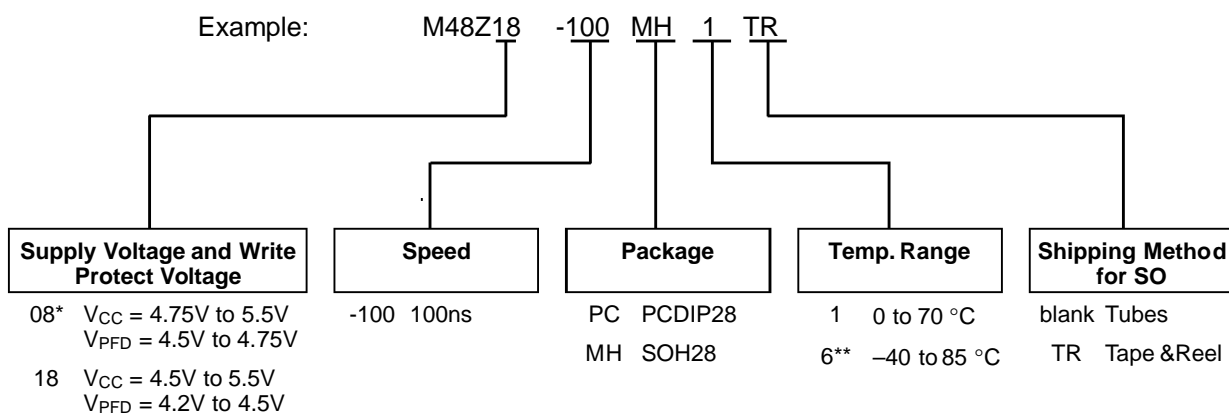 Example: M48Z18 -100 MH 1 TR
Supply Voltage and Write
Protect Voltage
08* VCC = 4.75V to 5.5V
VPFD = 4.5V to 4.75V
18 VCC = 4.5V to 5.5V
VPFD = 4.2V to 4.5V
Speed
-100 100ns
Package
PC PCDIP28
MH SOH28
Temp. Range
1 0 to 70 °C
6** –40 to 85 °C
Shipping Method
for SO
blank Tubes
TR Tape &Reel